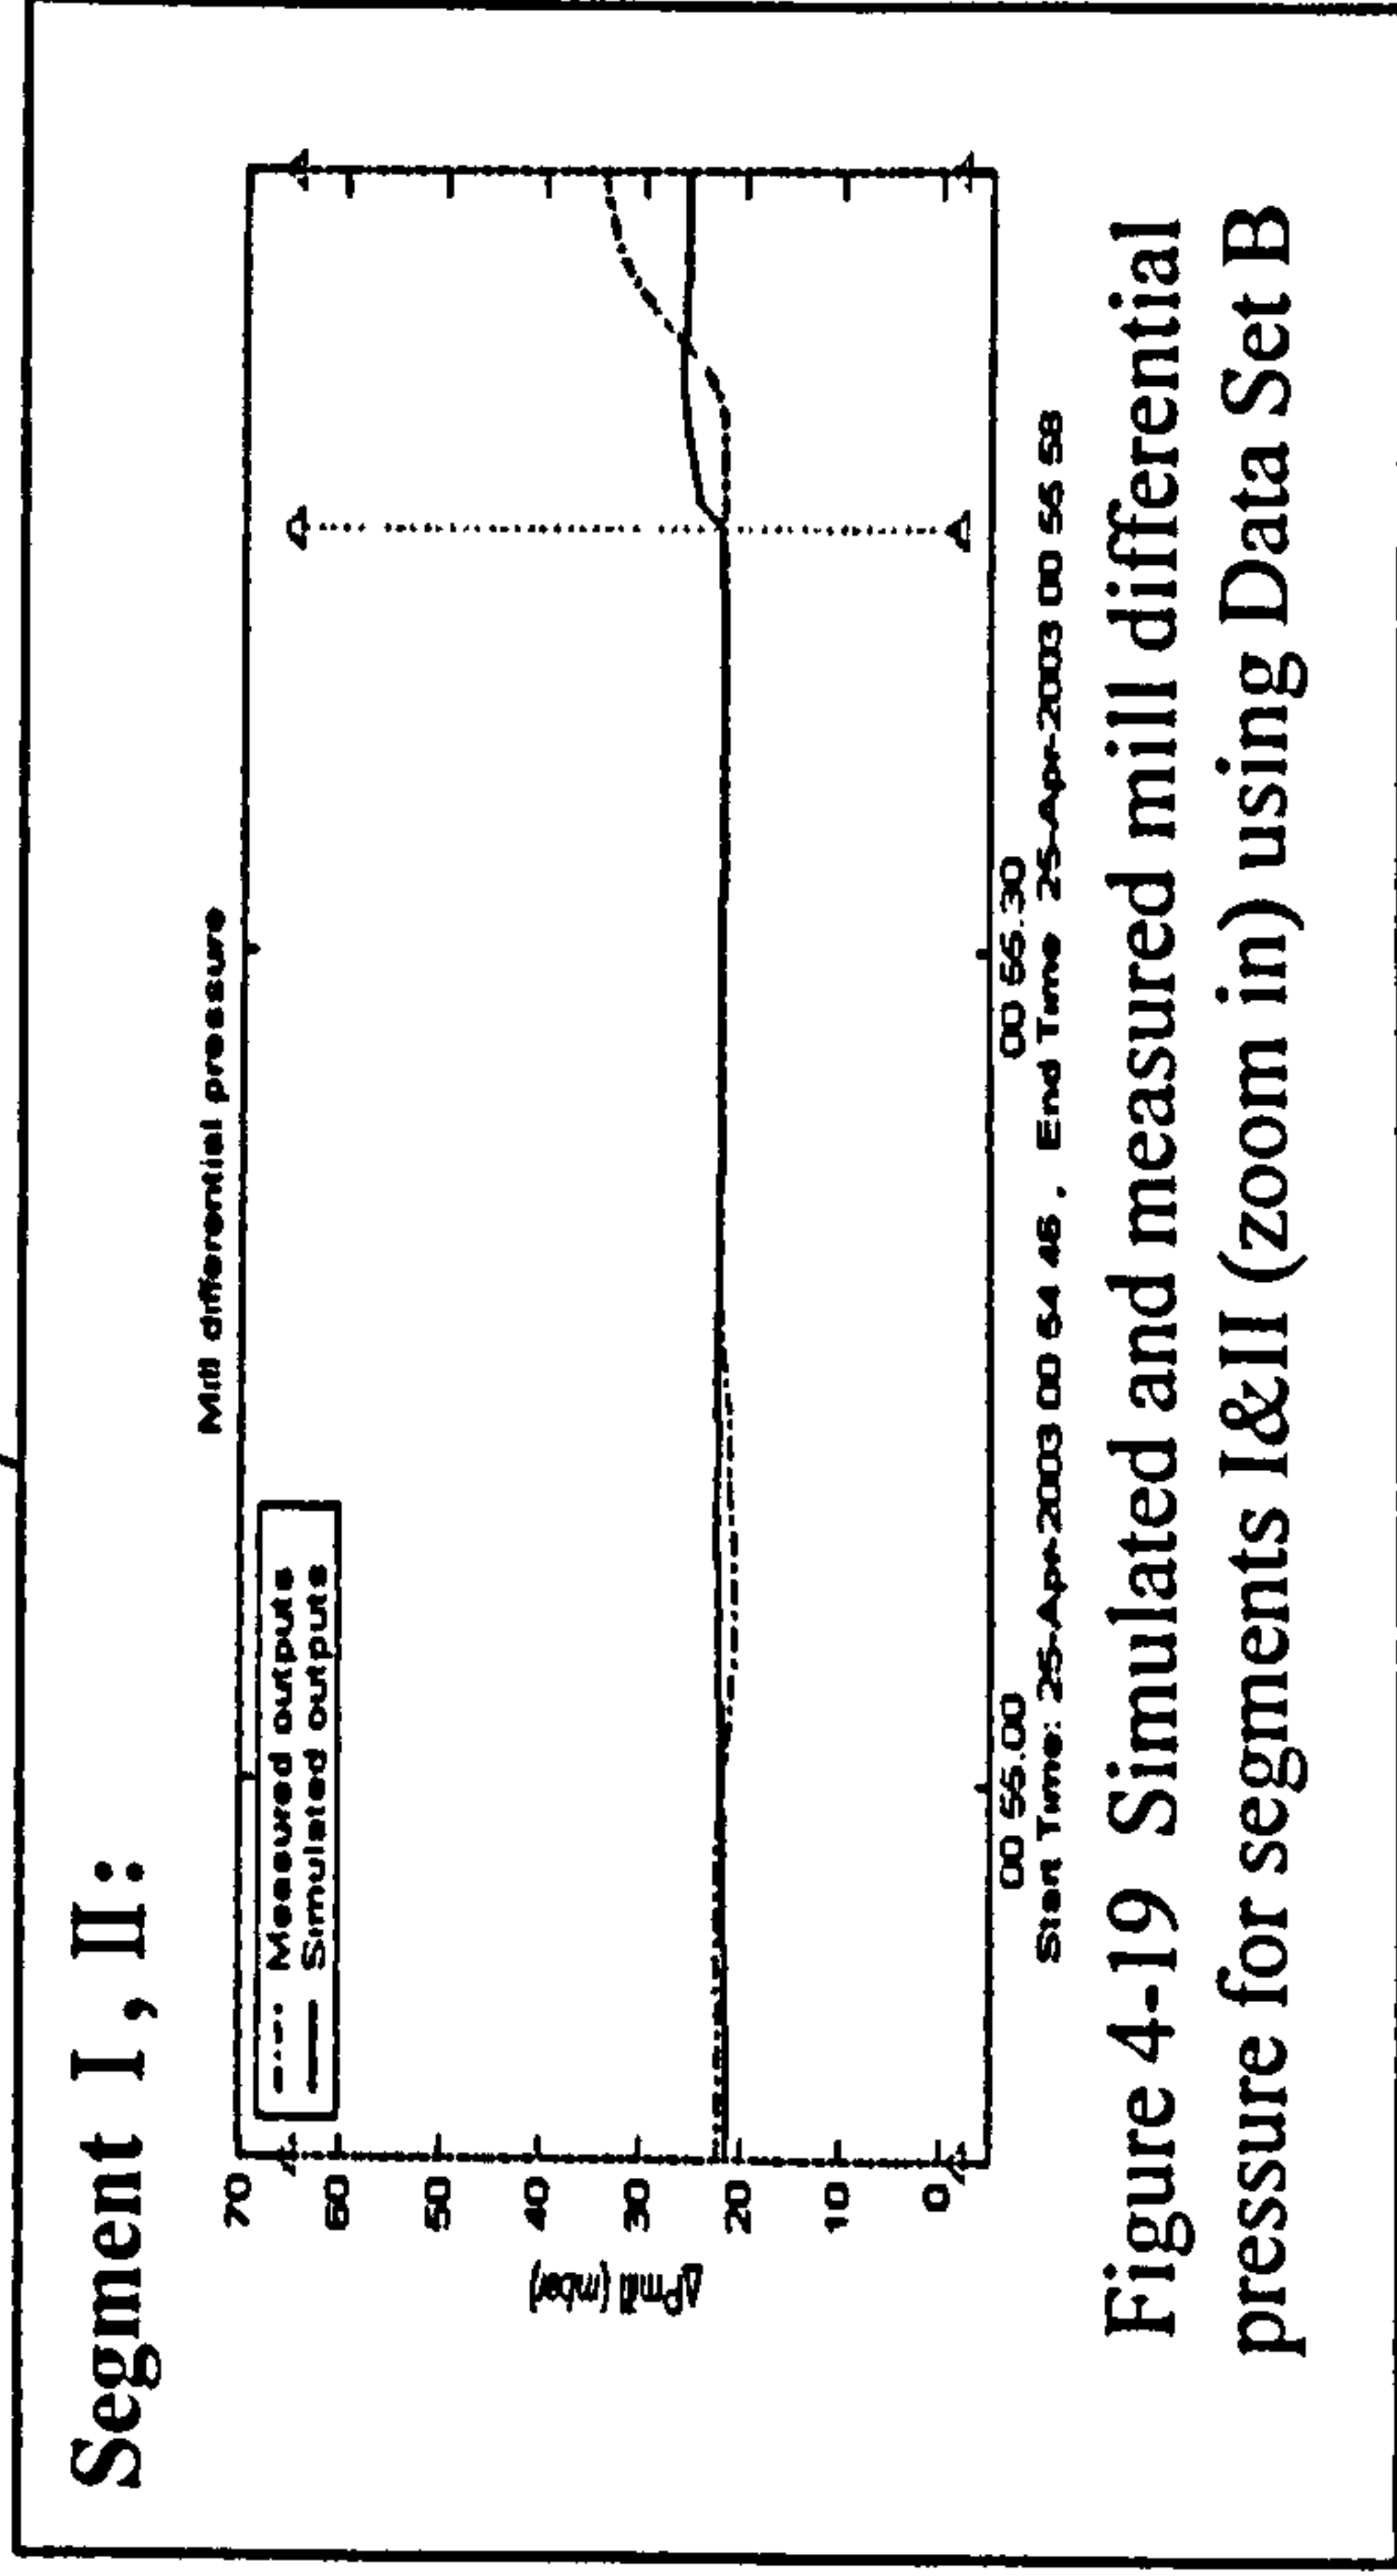 Segment I , II :
Mill differential pressure
Measured outputs
Simulated outputs
70
60
50
40
30
20
10
0
ΔPmill (mbar)
00 55.00
00 55.30
Start Time: 25-Apr-2003 00 54 46 , End Time 25-Apr-2003 00 55 58
Figure 4-19 Simulated and measured mill differential
pressure for segments I&II (zoom in) using Data Set B